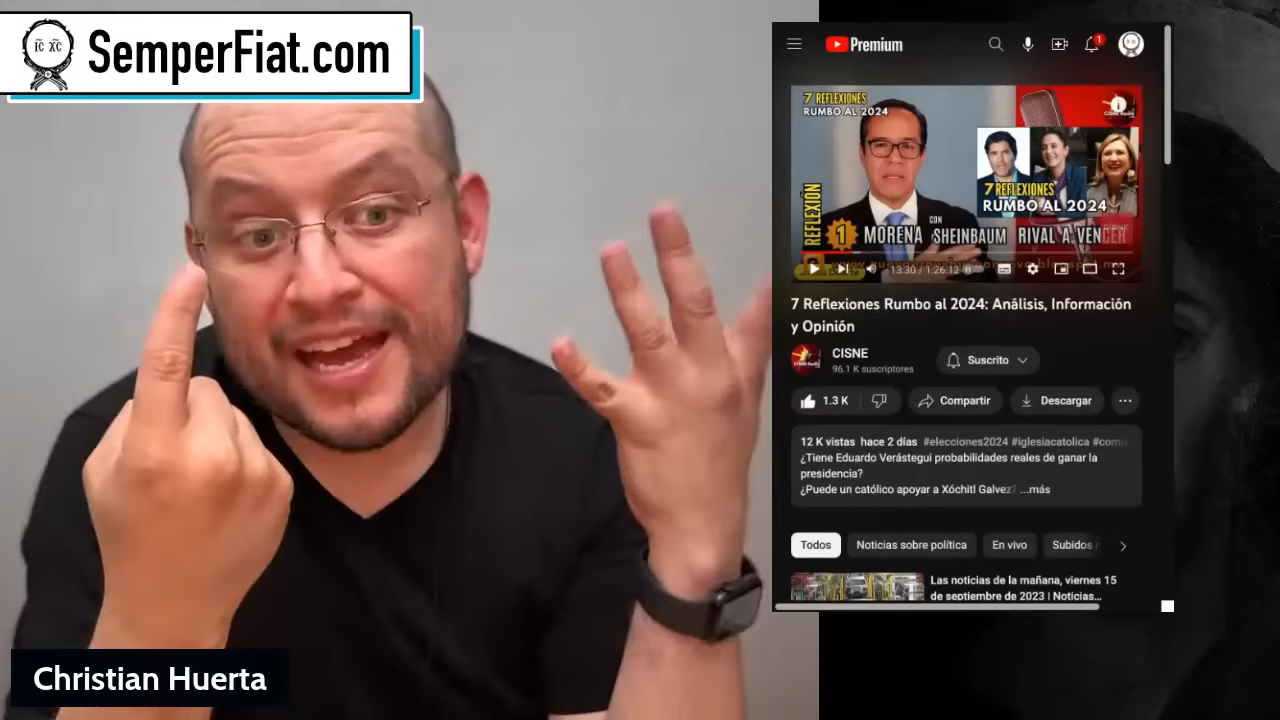 IC XC
SemperFiat.com
Christian Huerta
Premium
1
7 REFLEXIONES
RUMBO AL 2024
7 REFLEXIONES
RUMBO AL 2024
REFLEXIÓN
1
MORENA
CON
SHEINBAUM
RIVAL A VENCER
13:30 / 1:26:12
7 Reflexiones Rumbo al 2024: Análisis, Información
y Opinión
CISNE
96.1 K suscriptores
Suscrito
1.3 K
Compartir
Descargar
12 K vistas hace 2 días #elecciones2024 #iglesiacatolica #com
¿Tiene Eduardo Verástegui probabilidades reales de ganar la
presidencia?
¿Puede un católico apoyar a Xóchitl Galvez? ...más
Todos
Noticias sobre política
En vivo
Subidos
Las noticias de la mañana, viernes 15
de septiembre de 2023 | Noticias...